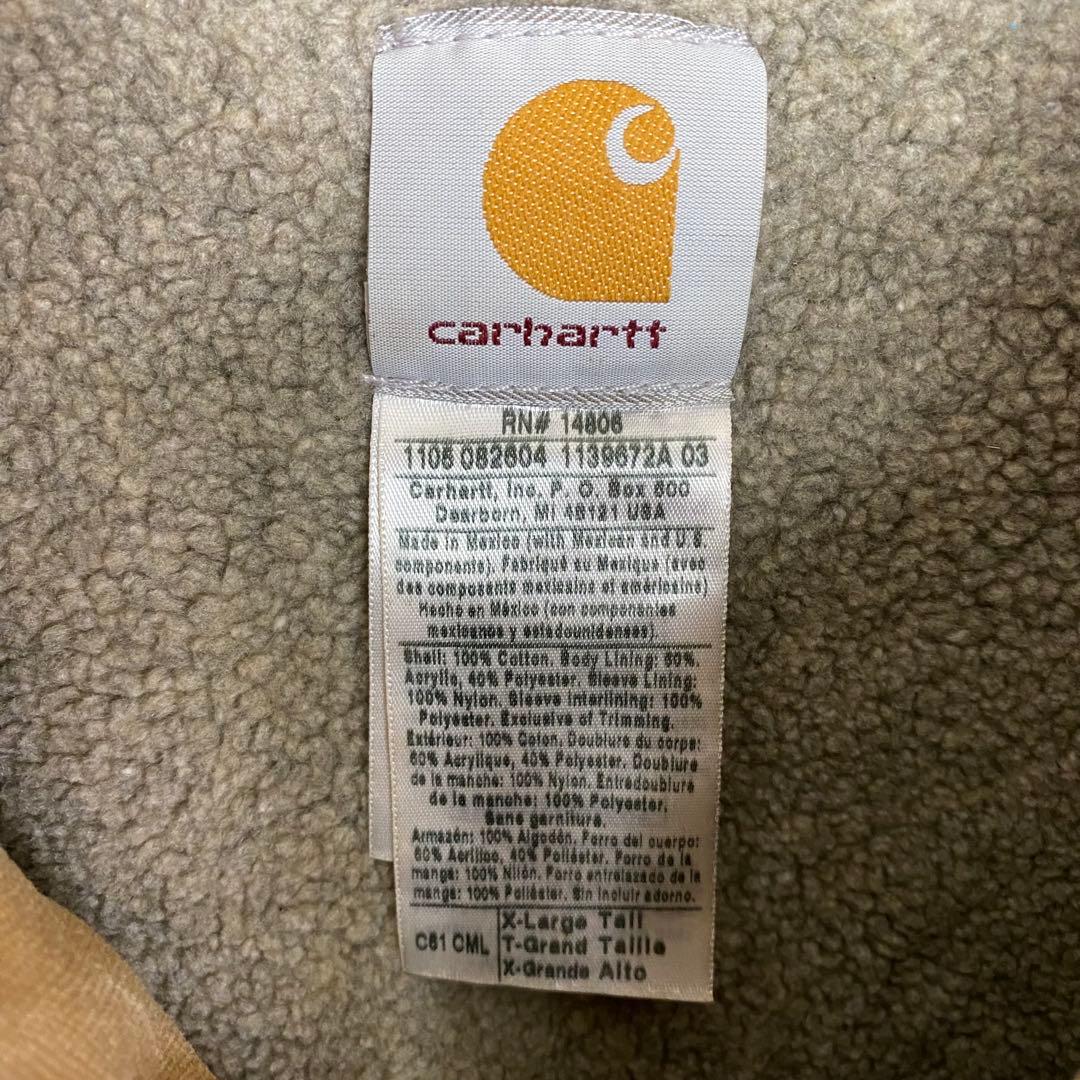 carhartt
RN# 14806
1106 082604 1139672A 03
Carhartt, Inc. P. O. Box 600
Dearborn, MI 48121 USA
Made in Mexico (with Mexican and U S
components). Fabriqué au Mexique (avec
des composants mexicains et américains)
Hecho en México (con componentes
mexicanos y estadounidenses).
Shell: 100% Cotton. Body Lining: 60%.
Acrylic, 40% Polyester. Sleeve Lining:
100% Nylon. Sleeve Interlining: 100%
Polyester. Exclusive of Trimming.
Extérieur: 100% Coton. Doublure du corps:
60% Acrylique, 40% Polyester. Doublure
de la manche: 100% Nylon. Entredoublure
de la manche: 100% Polyester.
Sans garniture.
Armazón: 100% Algodón. Forro del cuerpo:
60% Acrílico, 40% Poliéster. Forro de la
manga: 100% Nilón. Forro entrelazado de la
manga: 100% Poliéster. Sin incluir adorno.
C61 CML
X-Large Tall
T-Grand Taille
X-Grande Alto